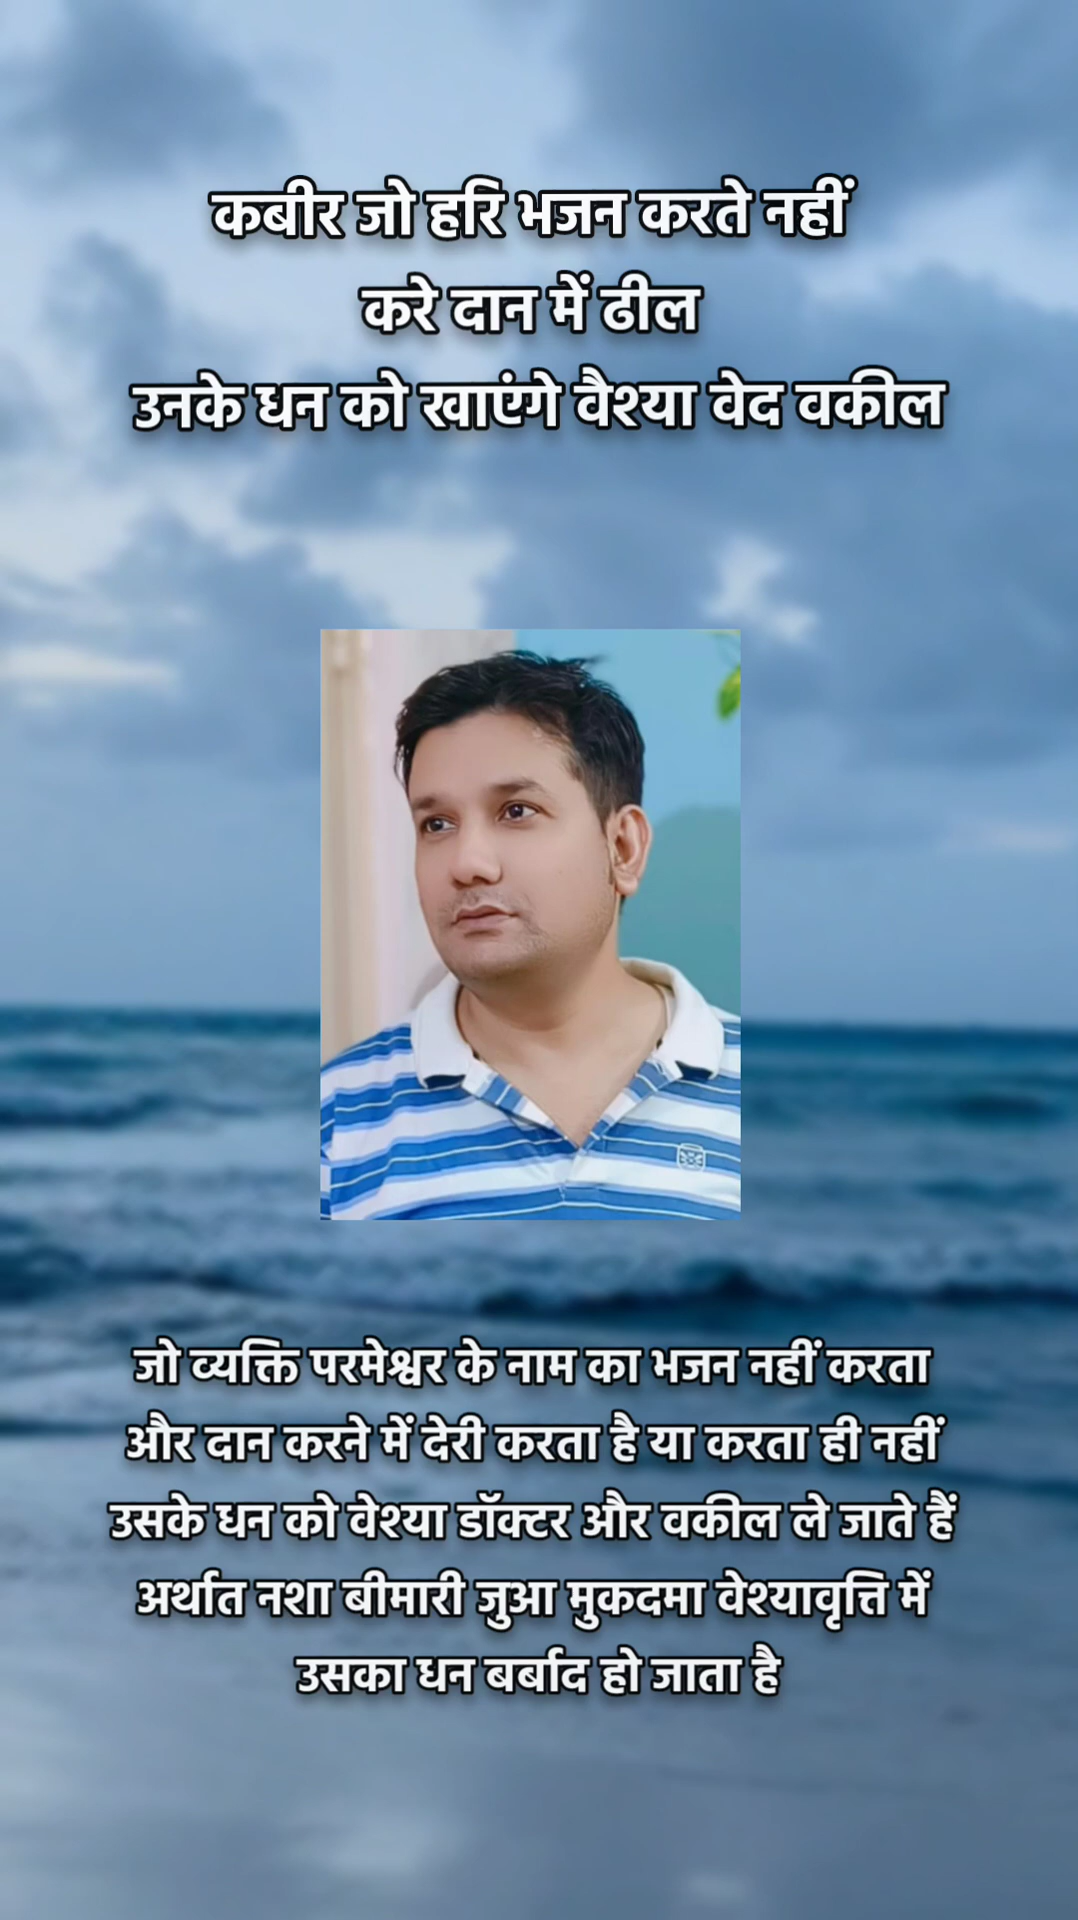 कबीर जो हरि भजन करते नहीं
करे दान में ढील
उनके धन को खाएंगे वैश्या वेद वकील
जो व्यक्ति परमेश्वर के नाम का भजन नहीं करता
और दान करने में देरी करता है या करता ही नहीं
उसके धन को वेश्या डॉक्टर और वकील ले जाते हैं
अर्थात नशा बीमारी जुआ मुकदमा वेश्यावृत्ति में
उसका धन बर्बाद हो जाता है